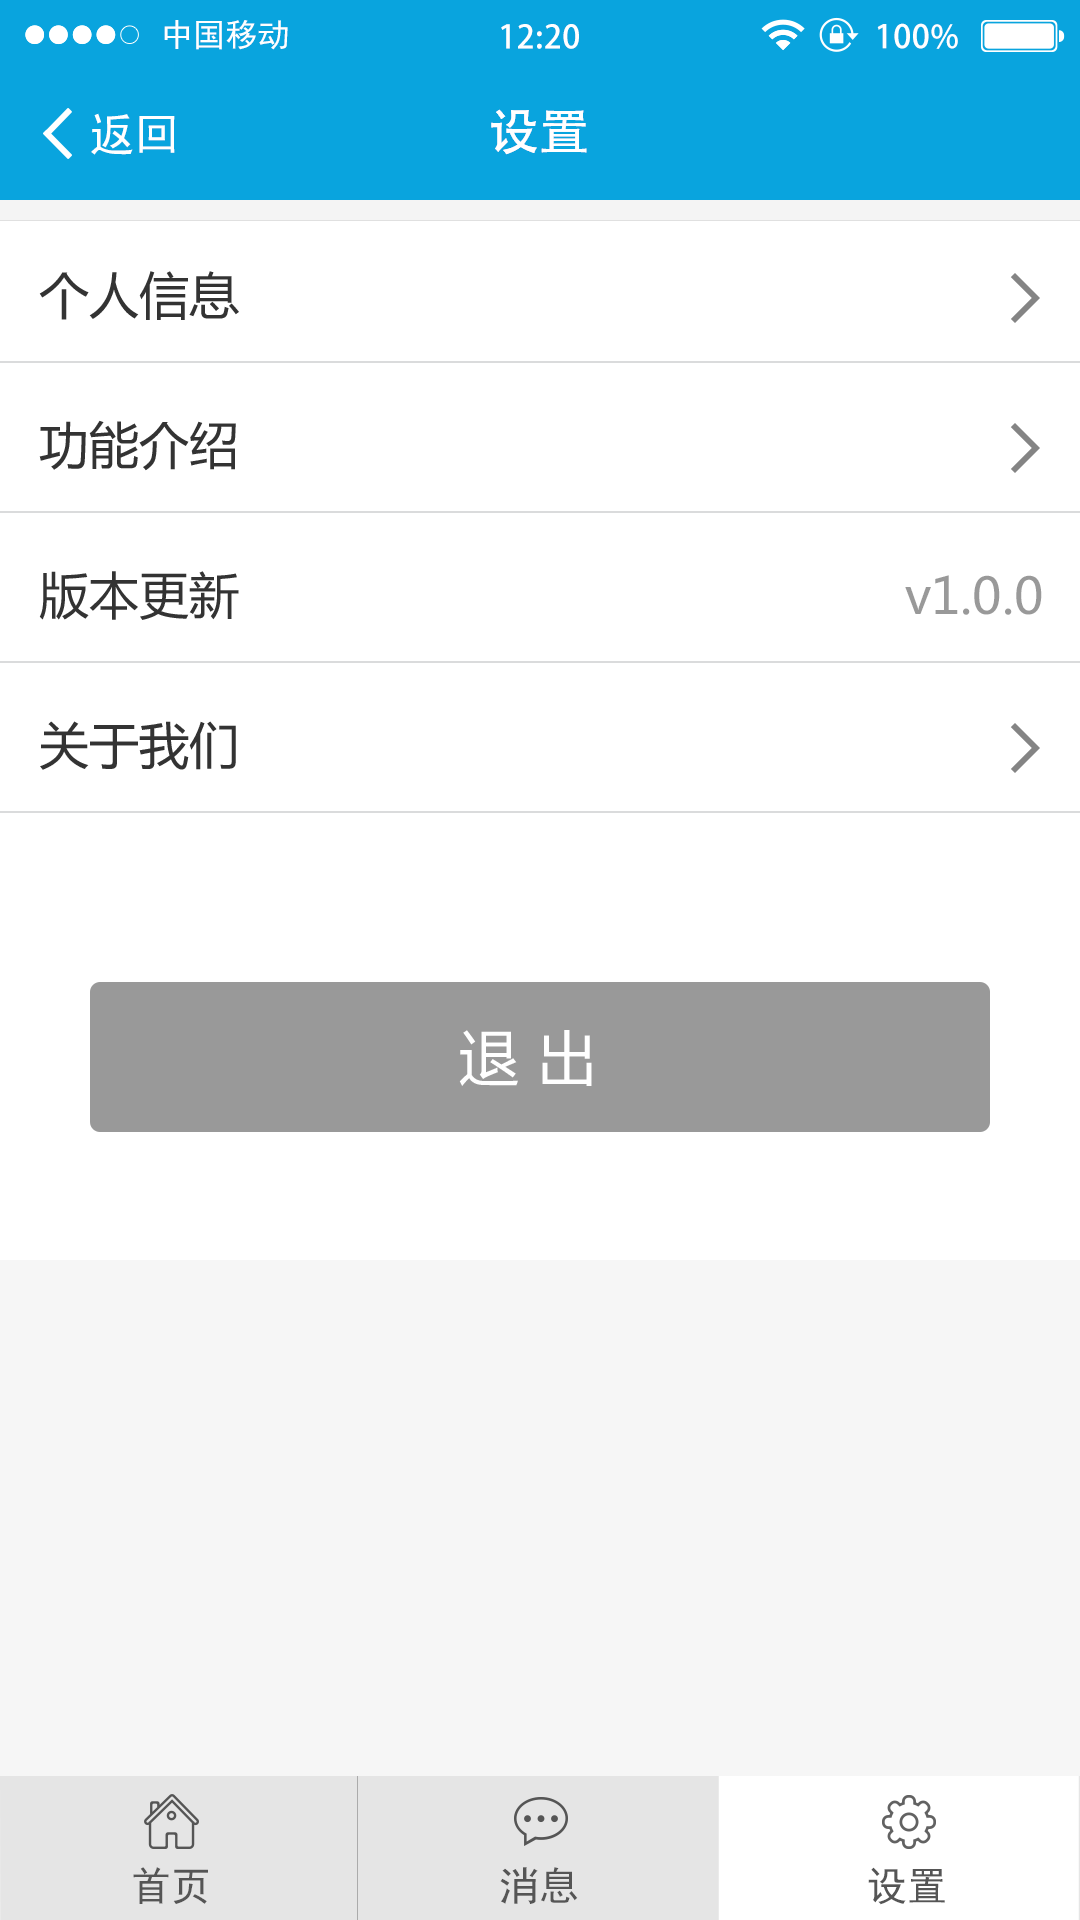 中国移动 12:20 100%
返回 设置
个人信息
功能介绍
版本更新 v1.0.0
关于我们
退出
首页 消息 设置